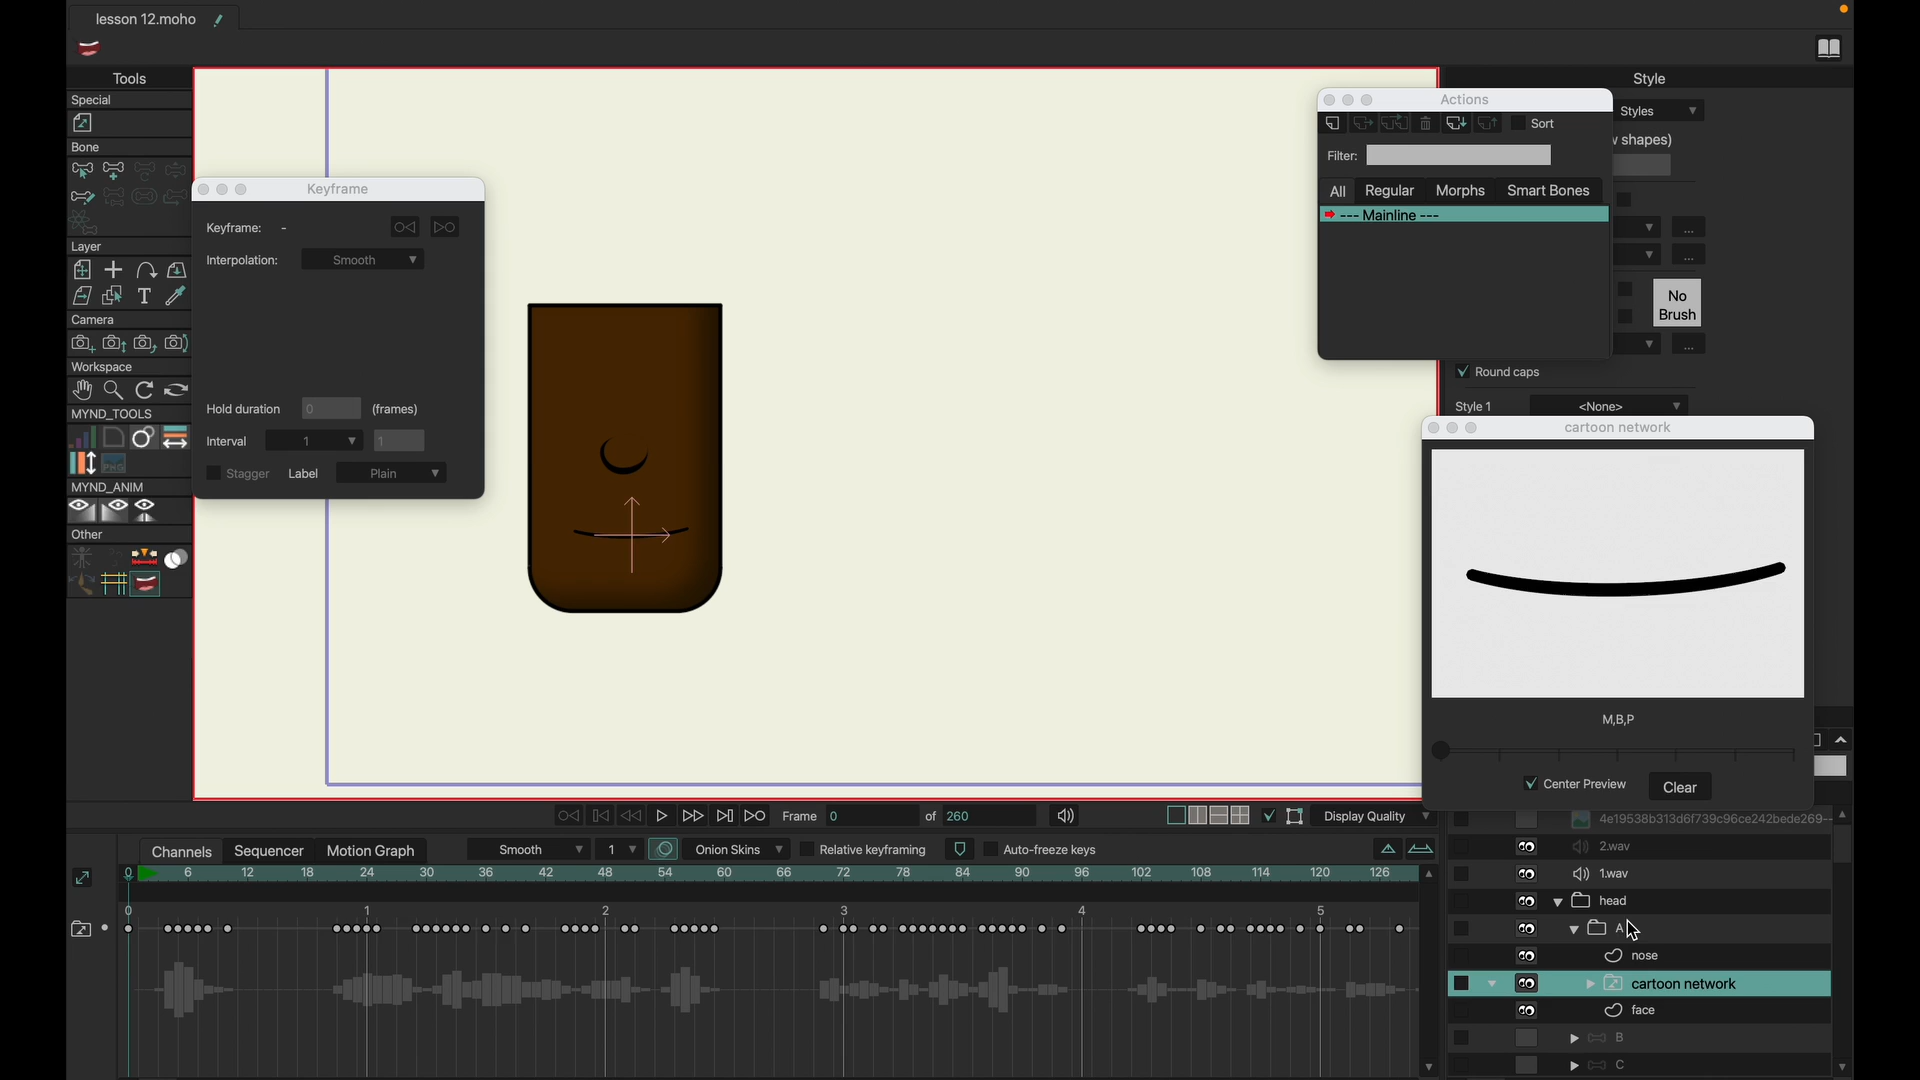 lesson 12.moho
Tools
Special
Bone
Layer
T
Camera
Workspace
MYND_TOOLS
PNG
MYND_ANIM
Other
Keyframe
Keyframe: -
Interpolation: Smooth
Hold duration 0 (frames)
Interval 1 1
Stagger Label Plain
Actions
Sort
Filter:
All Regular Morphs Smart Bones
--- Mainline ---
Style
Styles
w shapes)
...
...
No
Brush
...
Round caps
Style 1 <None>
cartoon network
M,B,P
Center Preview Clear
Frame 0 of 260 Display Quality
Channels Sequencer Motion Graph Smooth 1 Onion Skins Relative keyframing Auto-freeze keys
0 6 12 18 24 30 36 42 48 54 60 66 72 78 84 90 96 102 108 114 120 126
0 1 2 3 4 5
4e19538b313d6f739c96ce242bede269--
2.wav
1.wav
head
A
nose
cartoon network
face
B
C